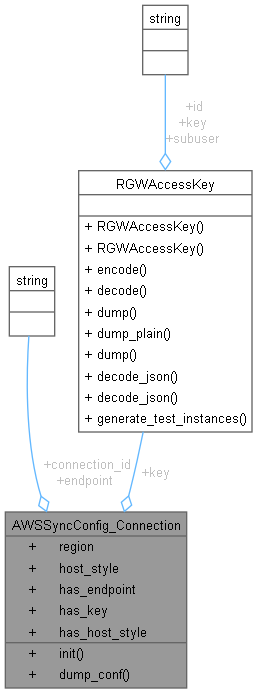 string
+id
+key
+subuser
RGWAccessKey
+ RGWAccessKey()
+ RGWAccessKey()
+ encode()
+ decode()
+ dump()
+ dump_plain()
+ dump()
+ decode_json()
+ decode_json()
+ generate_test_instances()
string
+connection_id
+endpoint
+key
AWSSyncConfig_Connection
+ region
+ host_style
+ has_endpoint
+ has_key
+ has_host_style
+ init()
+ dump_conf()